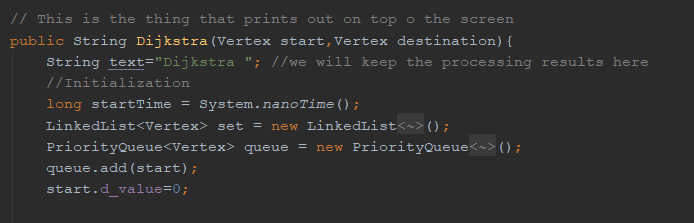 // This is the thing that prints out on top o the screen
public String Dijkstra(Vertex start,Vertex destination){
String text="Dijkstra "; //we will keep the processing results here
//Initialization
long startTime = System.nanoTime();
LinkedList<Vertex> set = new LinkedList<~>();
PriorityQueue<Vertex> queue = new PriorityQueue<~>();
queue.add(start);
start.d_value=0;